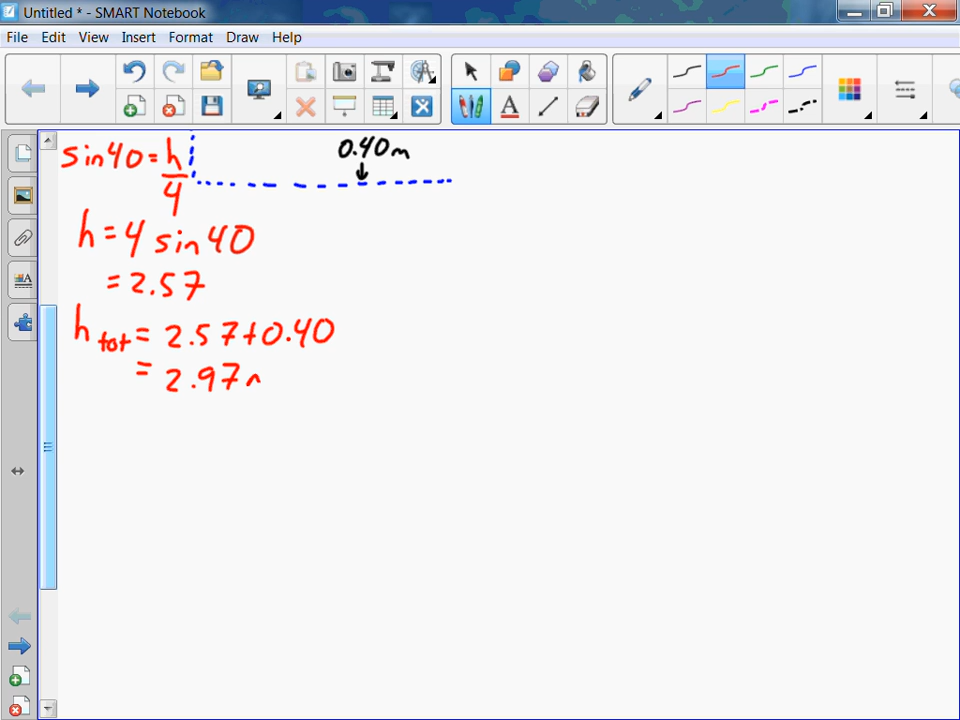 Untitled * - SMART Notebook
File Edit View Insert Format Draw Help
0.40m
sin40=h/4
h=4 sin40
=2.57
htot=2.57+0.40
=2.97